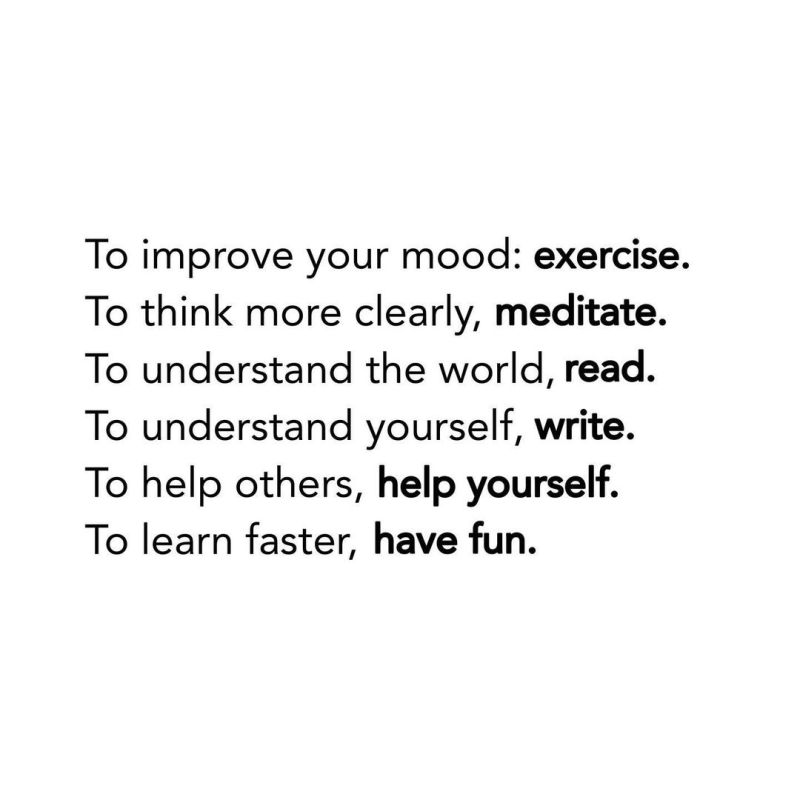 To improve your mood: exercise.
To think more clearly, meditate.
To understand the world, read.
To understand yourself, write.
To help others, help yourself.
To learn faster, have fun.